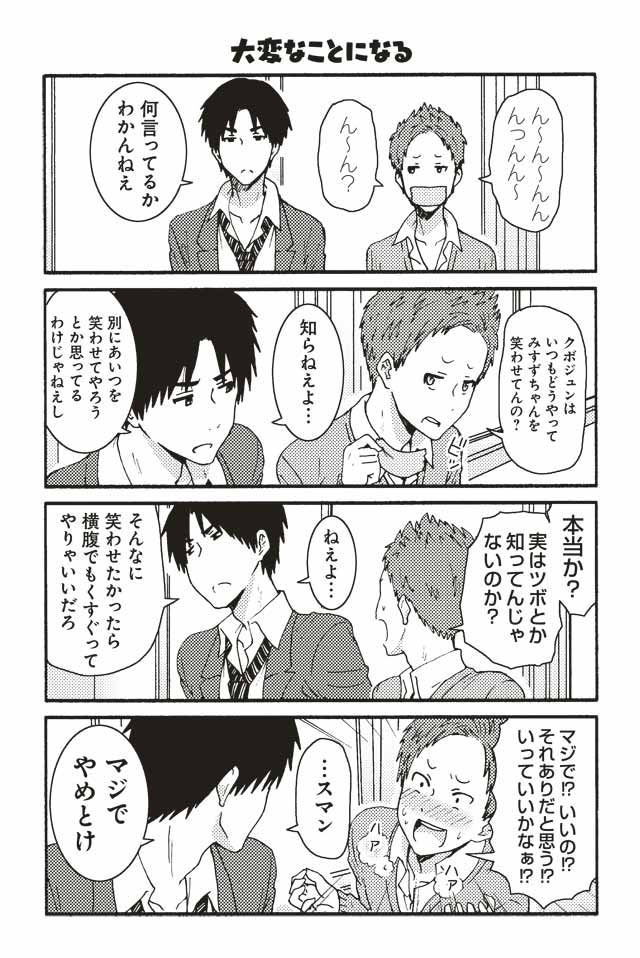 大変なことになる
ん～ん～んん
んっんん～
ん～ん？
何言ってるか
わかんねえ
クボジュンは
いつもどうやって
みすずちゃんを
笑わせてんの？
知らねえよ…
別にあいつを
笑わせてやろう
とか思ってる
わけじゃねえし
本当か？
実はツボとか
知ってんじゃ
ないのか？
ねえよ…
そんなに
笑わせたかったら
横腹でもくすぐって
やりゃいいだろ
マジで!? いいの!?
それありだと思う!?
いっていいかなぁ!?
ハァ
ハァ
…スマン
マジで
やめとけ